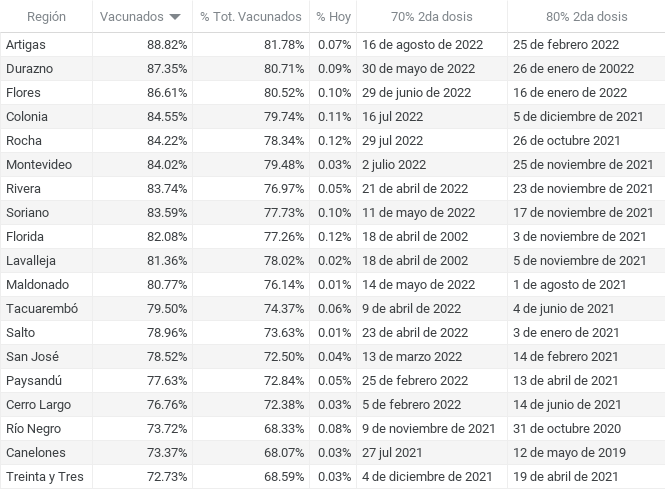 Región Vacunados % Tot. Vacunados % Hoy 70% 2da dosis 80% 2da dosis
Artigas 88.82% 81.78% 0.07% 16 de agosto de 2022 25 de febrero 2022
Durazno 87.35% 80.71% 0.09% 30 de mayo de 2022 26 de enero de 20022
Flores 86.61% 80.52% 0.10% 29 de junio de 2022 16 de enero de 2022
Colonia 84.55% 79.74% 0.11% 16 jul 2022 5 de diciembre de 2021
Rocha 84.22% 78.34% 0.12% 29 jul 2022 26 de octubre 2021
Montevideo 84.02% 79.48% 0.03% 2 julio 2022 25 de noviembre de 2021
Rivera 83.74% 76.97% 0.05% 21 de abril de 2022 23 de noviembre de 2021
Soriano 83.59% 77.73% 0.10% 11 de mayo de 2022 17 de noviembre de 2021
Florida 82.08% 77.26% 0.12% 18 de abril de 2002 3 de noviembre de 2021
Lavalleja 81.36% 78.02% 0.02% 18 de abril de 2002 5 de noviembre de 2021
Maldonado 80.77% 76.14% 0.01% 14 de mayo de 2022 1 de agosto de 2021
Tacuarembó 79.50% 74.37% 0.06% 9 de abril de 2022 4 de junio de 2021
Salto 78.96% 73.63% 0.01% 23 de abril de 2022 3 de enero de 2021
San José 78.52% 72.50% 0.04% 13 de marzo 2022 14 de febrero 2021
Paysandú 77.63% 72.84% 0.05% 25 de febrero 2022 13 de abril de 2021
Cerro Largo 76.76% 72.38% 0.03% 5 de febrero 2022 14 de junio de 2021
Río Negro 73.72% 68.33% 0.08% 9 de noviembre de 2021 31 de octubre 2020
Canelones 73.37% 68.07% 0.03% 27 jul 2021 12 de mayo de 2019
Treinta y Tres 72.73% 68.59% 0.03% 4 de diciembre de 2021 19 de abril de 2021